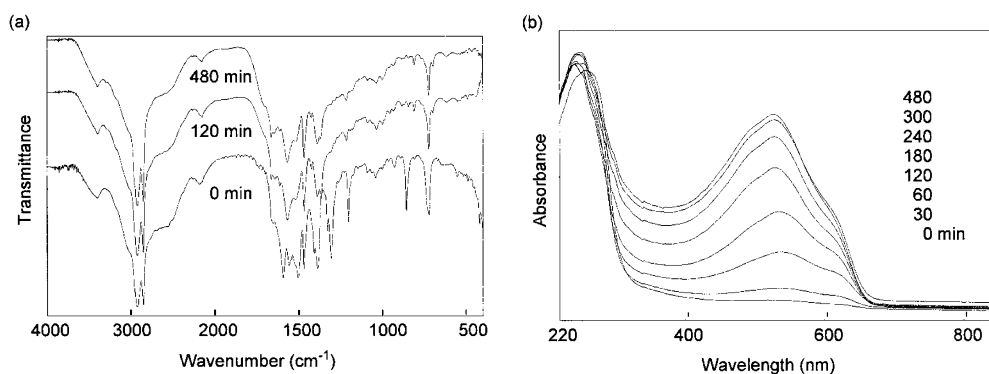 (a)
480 min
120 min
0 min
Transmittance
4000 3000 2000 1500 1000 500
Wavenumber (cm⁻¹)
(b)
480
300
240
180
120
60
30
0 min
Absorbance
220 400 600 800
Wavelength (nm)